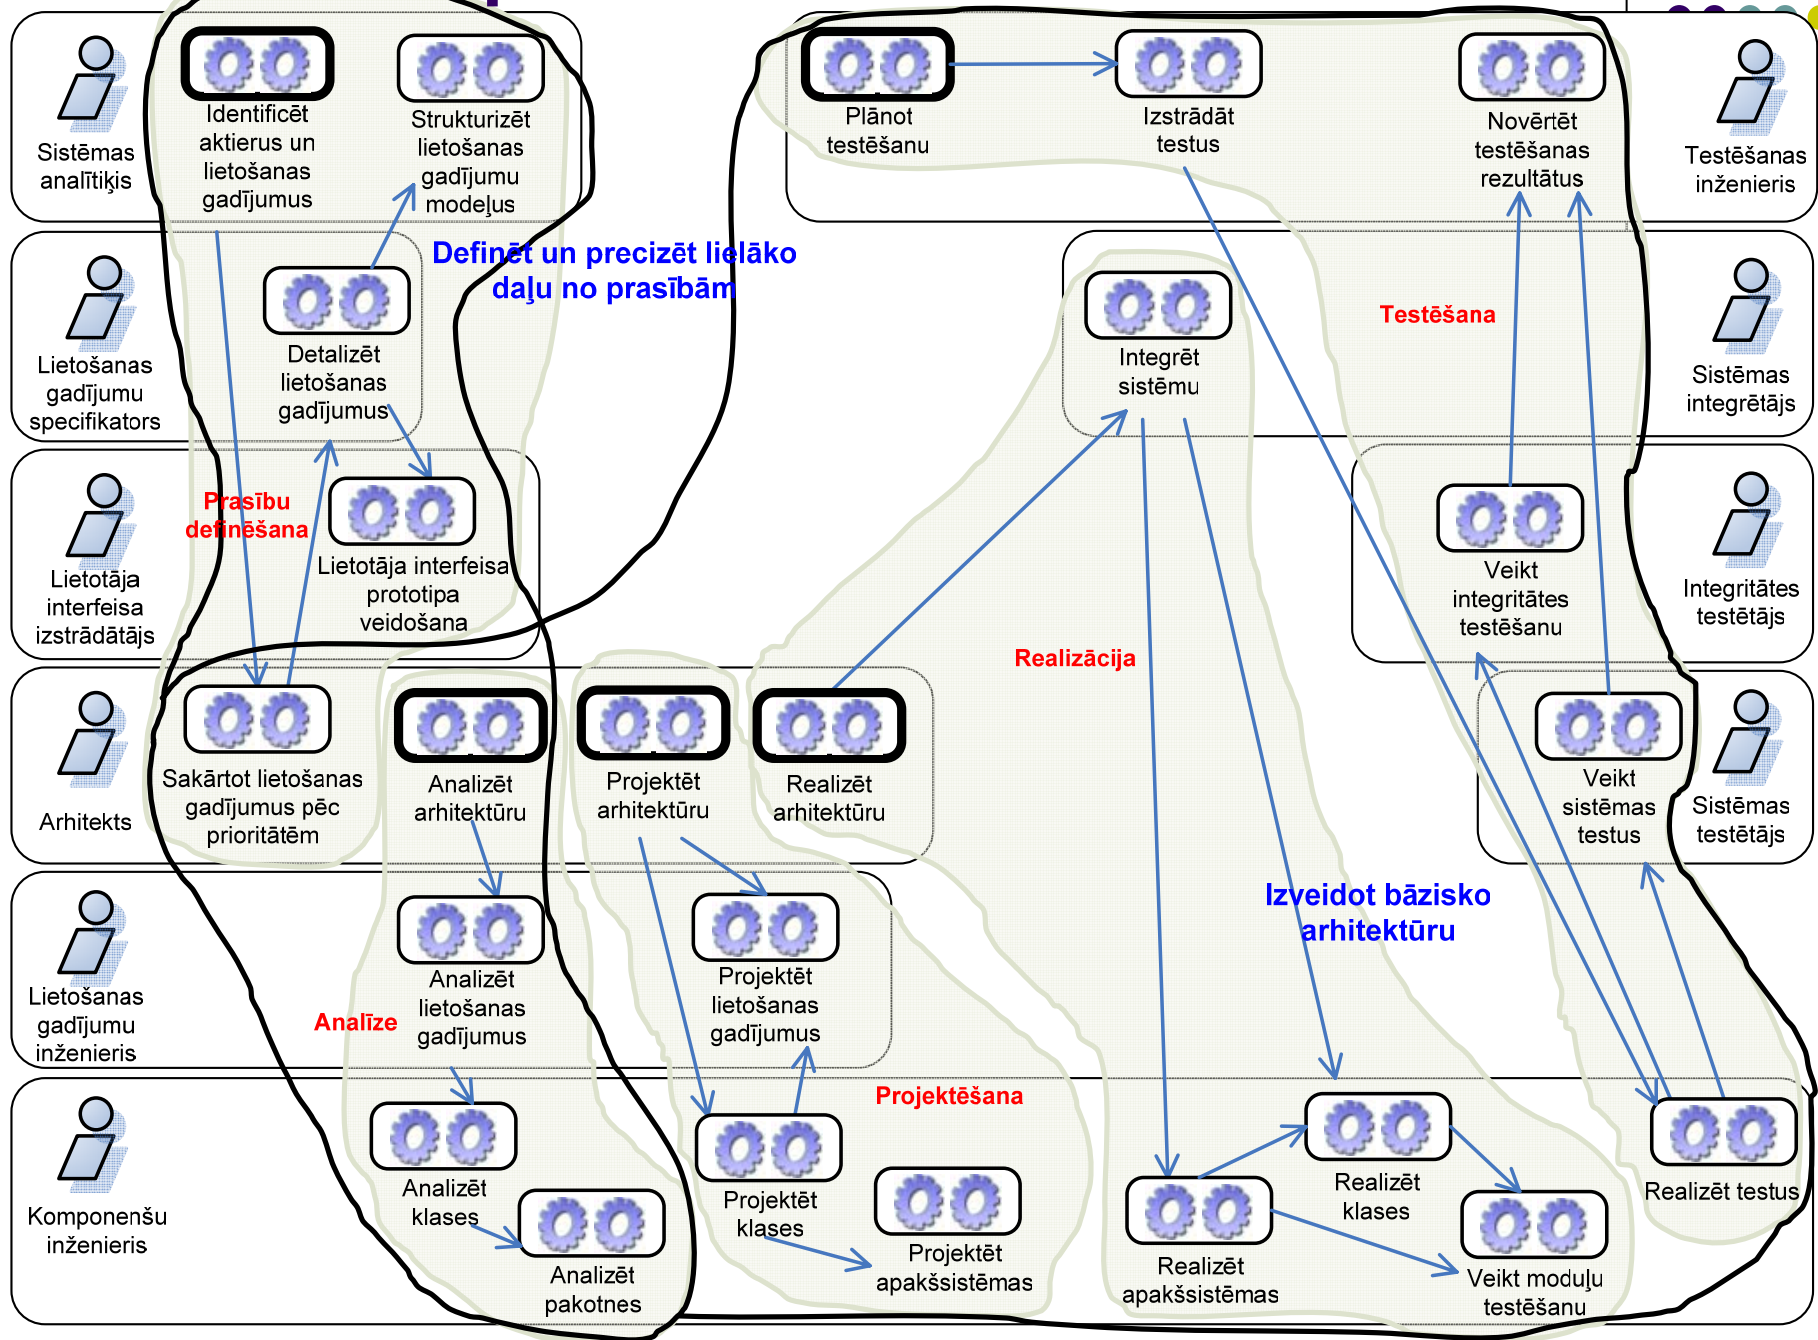 Identificēt
aktierus un
lietošanas
gadījumus
Strukturizēt
lietošanas
gadījumu
modeļus
Sistēmas
analītiķis
Plānot
testēšanu
Izstrādāt
testus
Novērtēt
testēšanas
rezultātus
Testēšanas
inženieris
Definēt un precizēt lielāko
daļu no prasībām
Lietošanas
gadījumu
specifikators
Detalizēt
lietošanas
gadījumus
Integrēt
sistēmu
Testēšana
Sistēmas
integrētājs
Prasību
definēšana
Lietotāja
interfeisa
izstrādātājs
Lietotāja interfeisa
prototipa
veidošana
Veikt
integritātes
testēšanu
Integritātes
testētājs
Realizācija
Arhitekts
Sakārtot lietošanas
gadījumus pēc
prioritātēm
Analizēt
arhitektūru
Projektēt
arhitektūru
Realizēt
arhitektūru
Veikt
sistēmas
testus
Sistēmas
testētājs
Izveidot bāzisko
arhitektūru
Lietošanas
gadījumu
inženieris
Analīze
Analizēt
lietošanas
gadījumus
Projektēt
lietošanas
gadījumus
Projektēšana
Komponenšu
inženieris
Analizēt
klases
Analizēt
pakotnes
Projektēt
klases
Projektēt
apakšsistēmas
Realizēt
apakšsistēmas
Realizēt
klases
Veikt moduļu
testēšanu
Realizēt testus